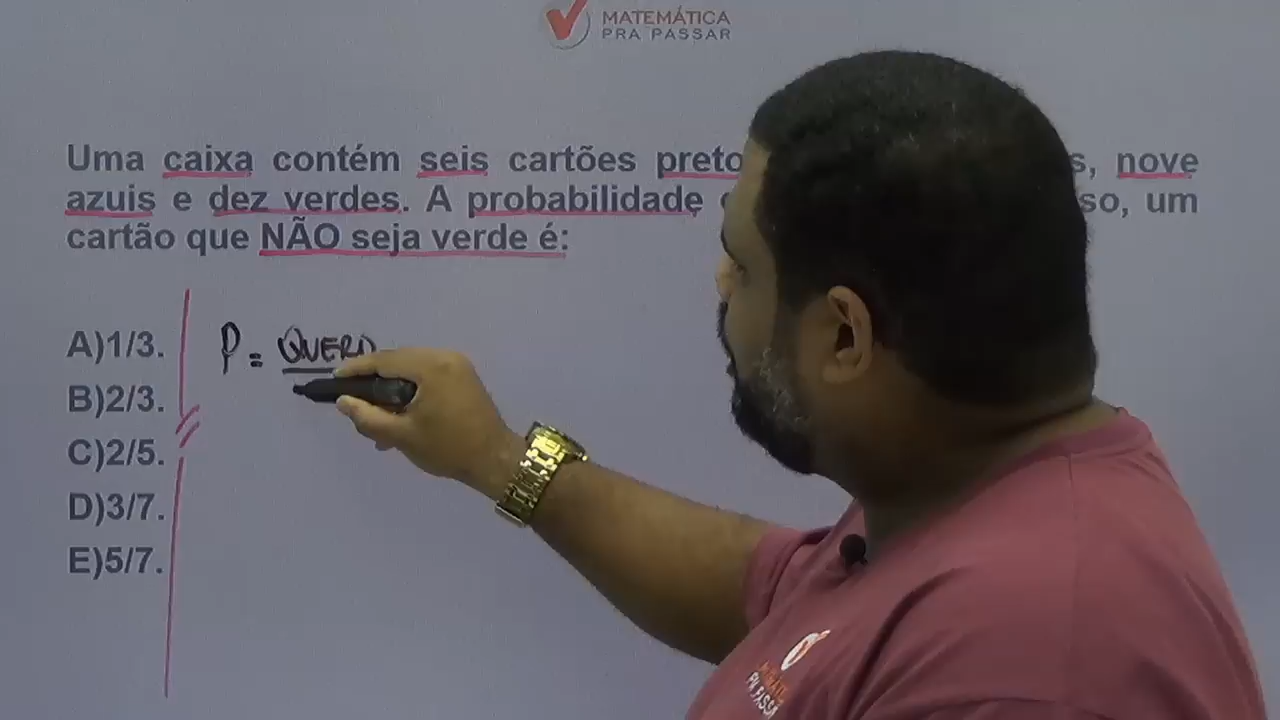 MATEMÁTICA
PRA PASSAR
Uma caixa contém seis cartões preto nove
azuis e dez verdes. A probabilidade um
cartão que NÃO seja verde é:
A)1/3.
B)2/3.
C)2/5.
D)3/7.
E)5/7.
P = QUERO